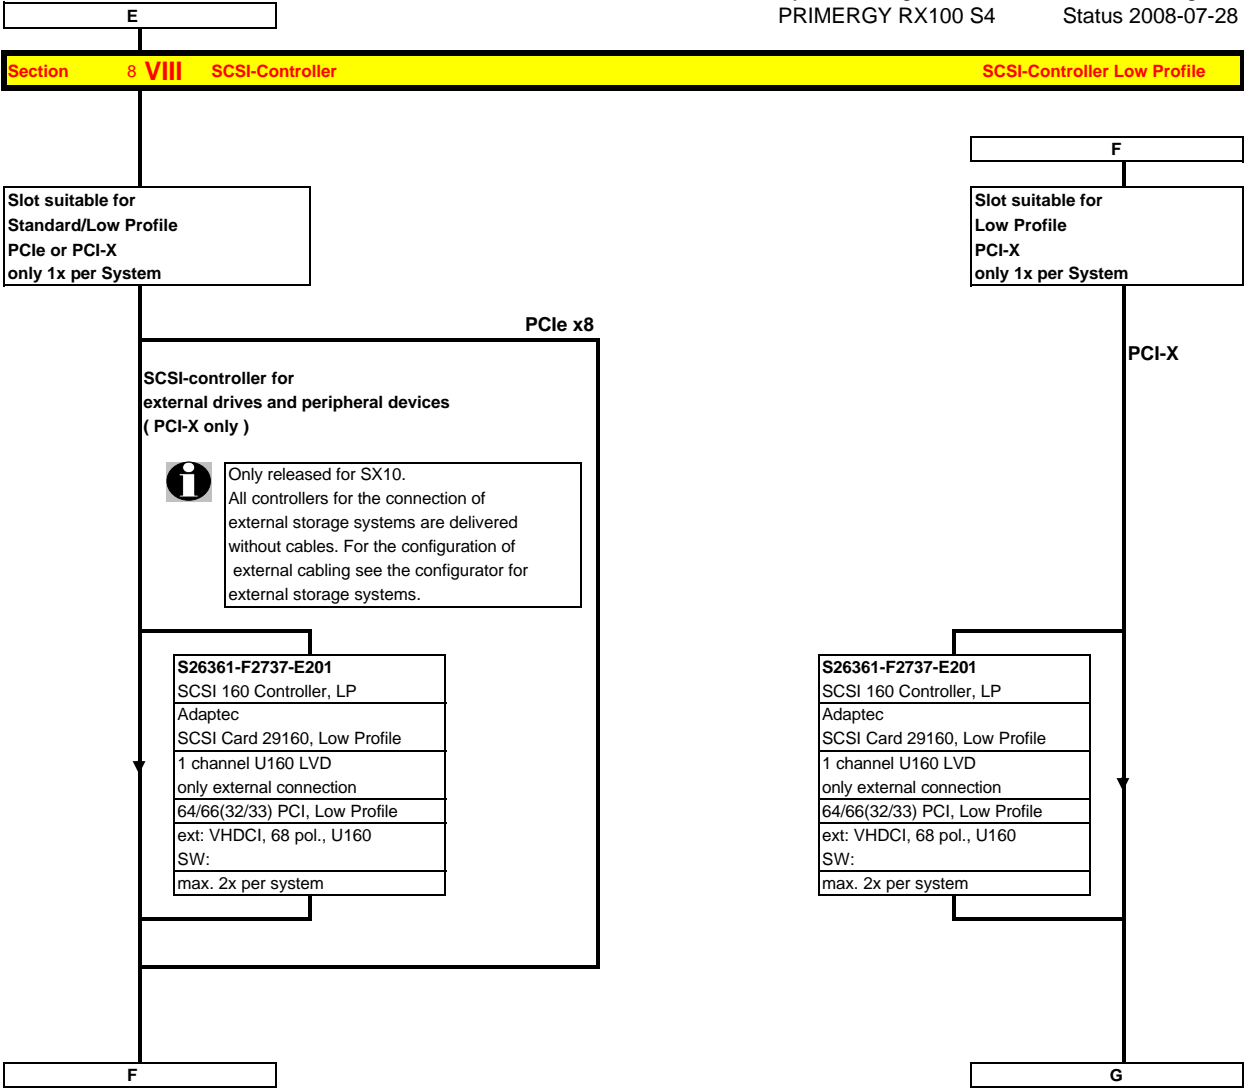 PRIMERGY RX100 S4 Status 2008-07-28
E
Section 8 VIII SCSI-Controller SCSI-Controller Low Profile
F
Slot suitable for
Standard/Low Profile
PCIe or PCI-X
only 1x per System
Slot suitable for
Low Profile
PCI-X
only 1x per System
PCIe x8
PCI-X
SCSI-controller for
external drives and peripheral devices
( PCI-X only )
Only released for SX10.
All controllers for the connection of
external storage systems are delivered
without cables. For the configuration of
external cabling see the configurator for
external storage systems.
S26361-F2737-E201
SCSI 160 Controller, LP
Adaptec
SCSI Card 29160, Low Profile
1 channel U160 LVD
only external connection
64/66(32/33) PCI, Low Profile
ext: VHDCI, 68 pol., U160
SW:
max. 2x per system
S26361-F2737-E201
SCSI 160 Controller, LP
Adaptec
SCSI Card 29160, Low Profile
1 channel U160 LVD
only external connection
64/66(32/33) PCI, Low Profile
ext: VHDCI, 68 pol., U160
SW:
max. 2x per system
F
G